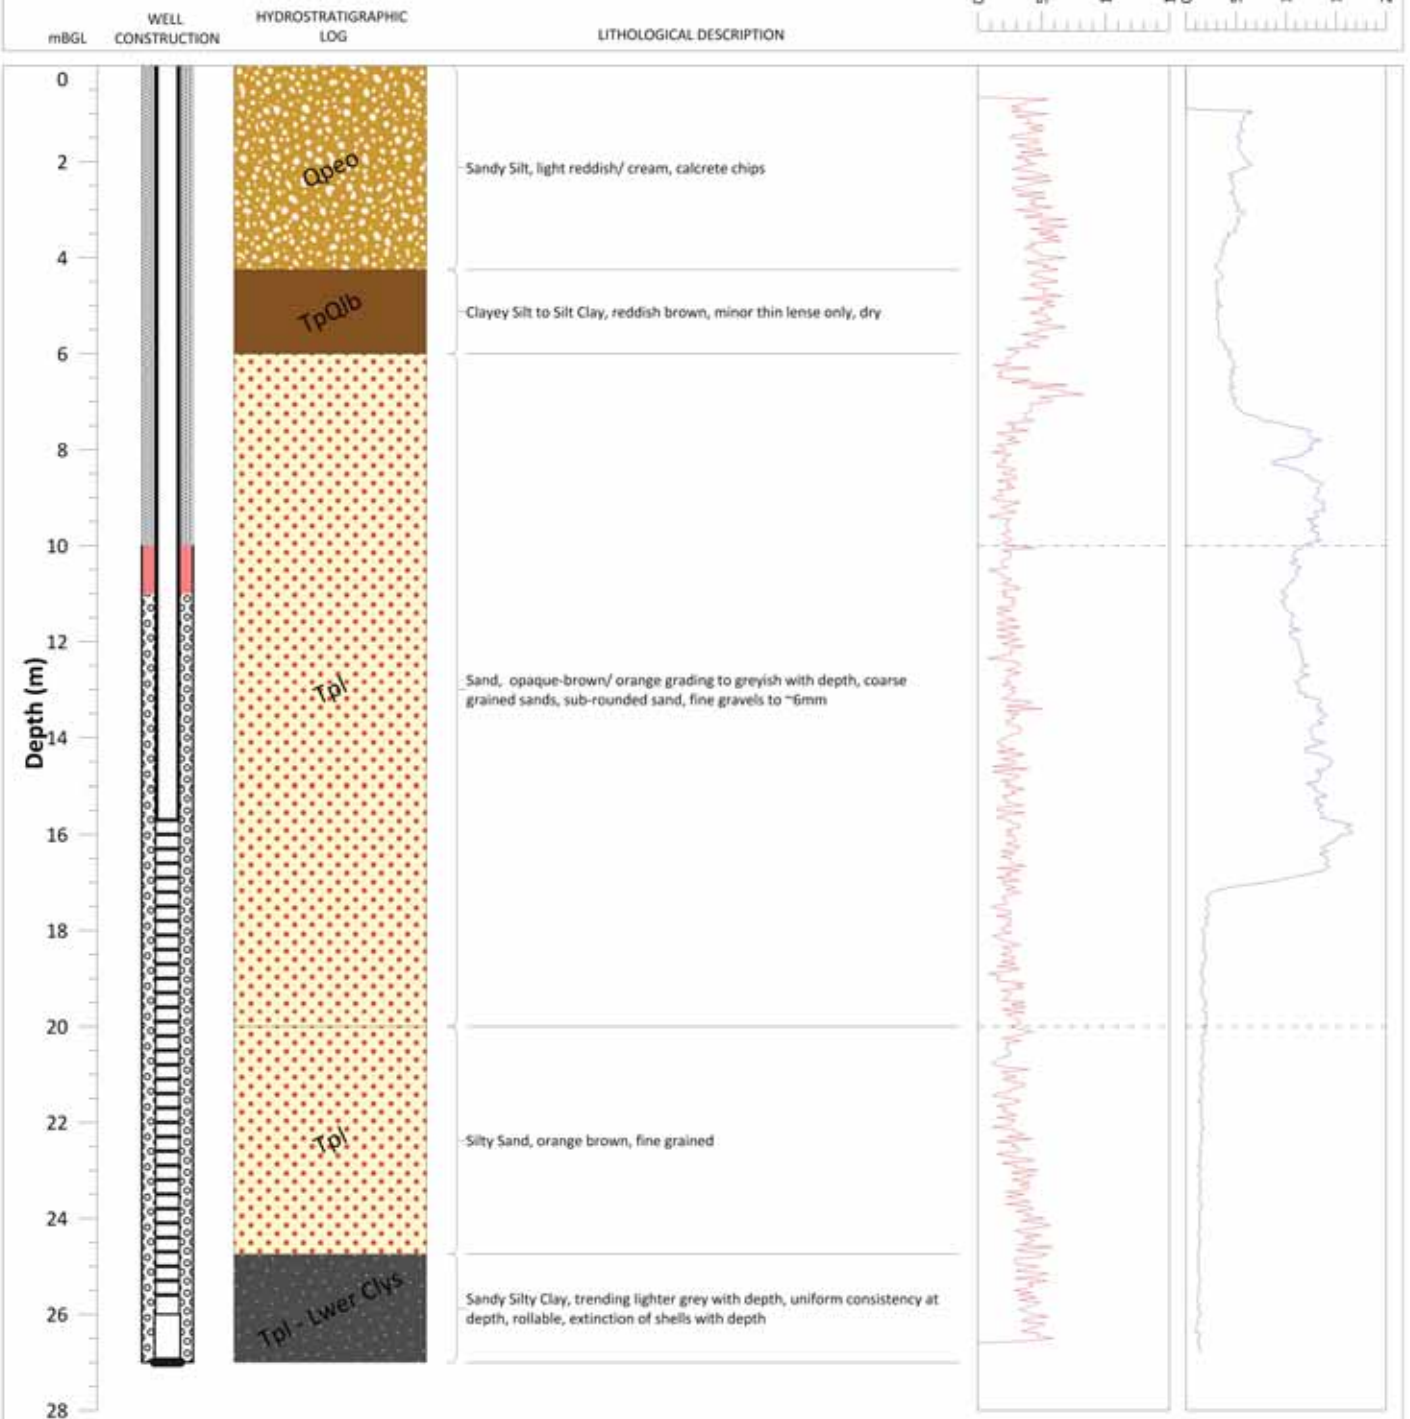 WELL
CONSTRUCTION
HYDROSTRATIGRAPHIC
LOG
mBGL
LITHOLOGICAL DESCRIPTION
Depth (m)
0
2
4
6
8
10
12
14
16
18
20
22
24
26
28
Qpeo
Sandy Silt, light reddish/ cream, calcrete chips
TpQlb
Clayey Silt to Silt Clay, reddish brown, minor thin lense only, dry
Tpl
Sand,  opaque-brown/ orange grading to greyish with depth, coarse
grained sands, sub-rounded sand, fine gravels to ~6mm
Tpl
Silty Sand, orange brown, fine grained
Tpl - Lwer Clys
Sandy Silty Clay, trending lighter grey with depth, uniform consistency at
depth, rollable, extinction of shells with depth